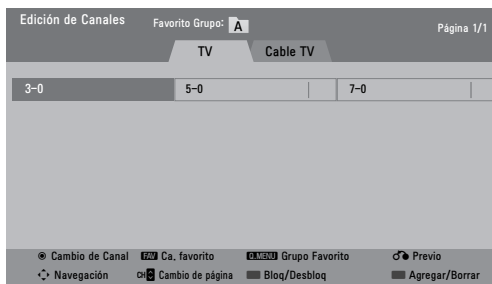 Edición de Canales Favorito Grupo: A Página 1/1
TV Cable TV
3-0 5-0 7-0
Cambio de Canal FAV Ca. favorito Q.MENU Grupo Favorito Previo
Navegación CH Cambio de página Bloq/Desbloq Agregar/Borrar